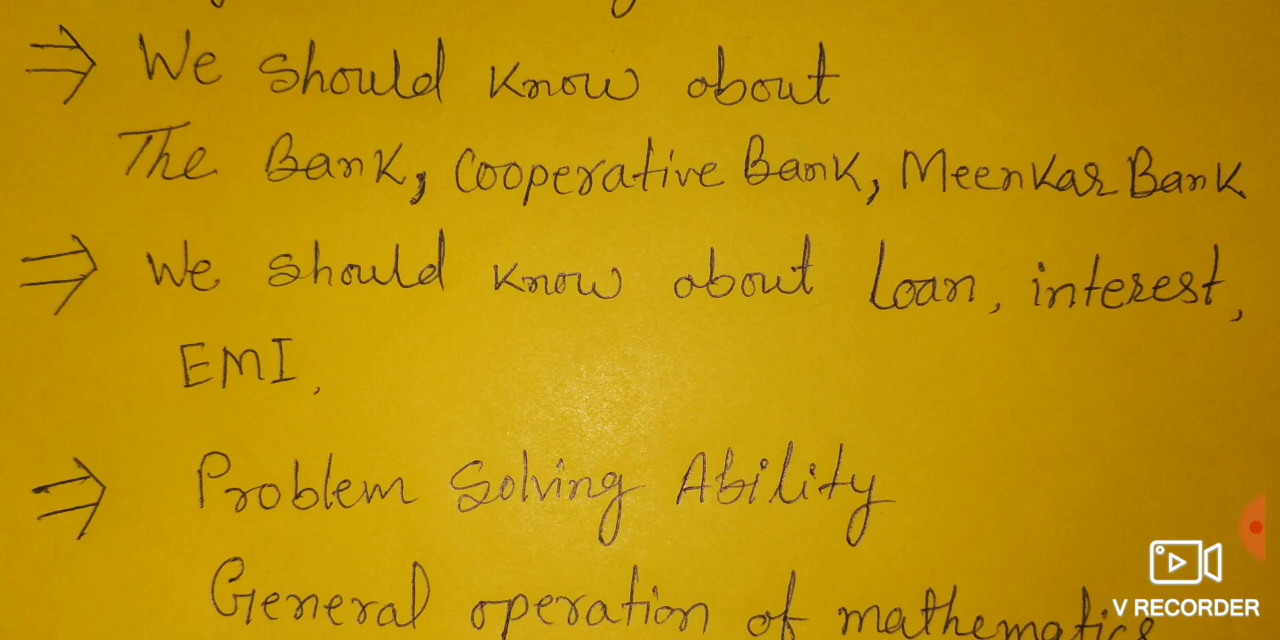 ⇒ We should know about
The Bank, Cooperative Bank, Meenkar Bank
⇒ We should know about Loan, interest,
EMI,
⇒ Problem Solving Ability
General operation of mathematics
V RECORDER